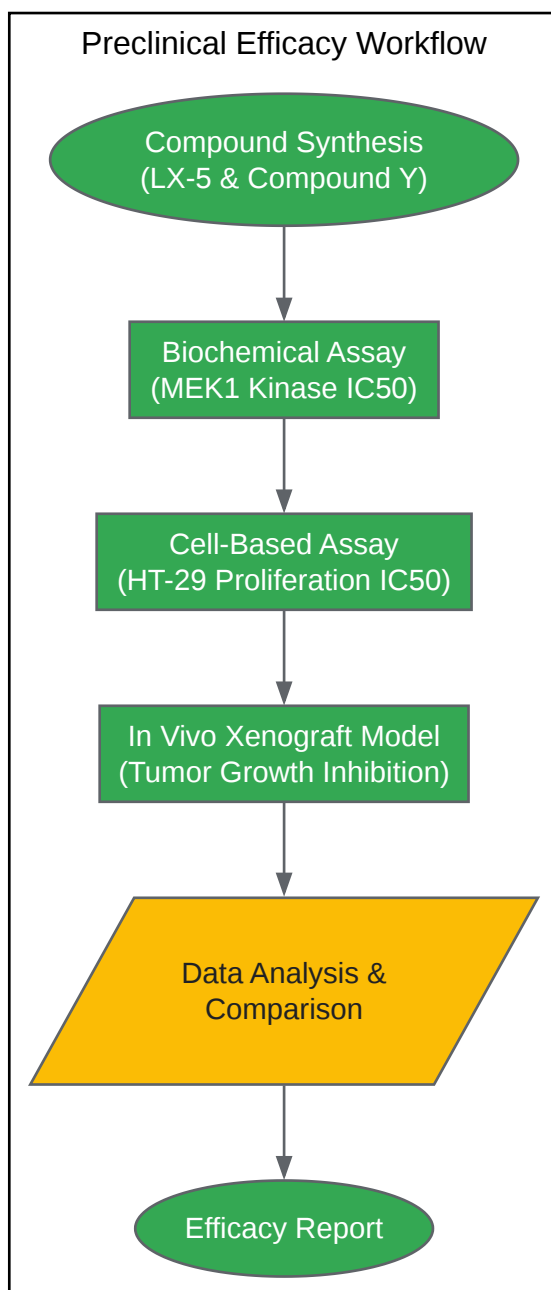 Preclinical Efficacy Workflow
Compound Synthesis
(LX-5 & Compound Y)
Biochemical Assay
(MEK1 Kinase IC50)
Cell-Based Assay
(HT-29 Proliferation IC50)
In Vivo Xenograft Model
(Tumor Growth Inhibition)
Data Analysis &
Comparison
Efficacy Report